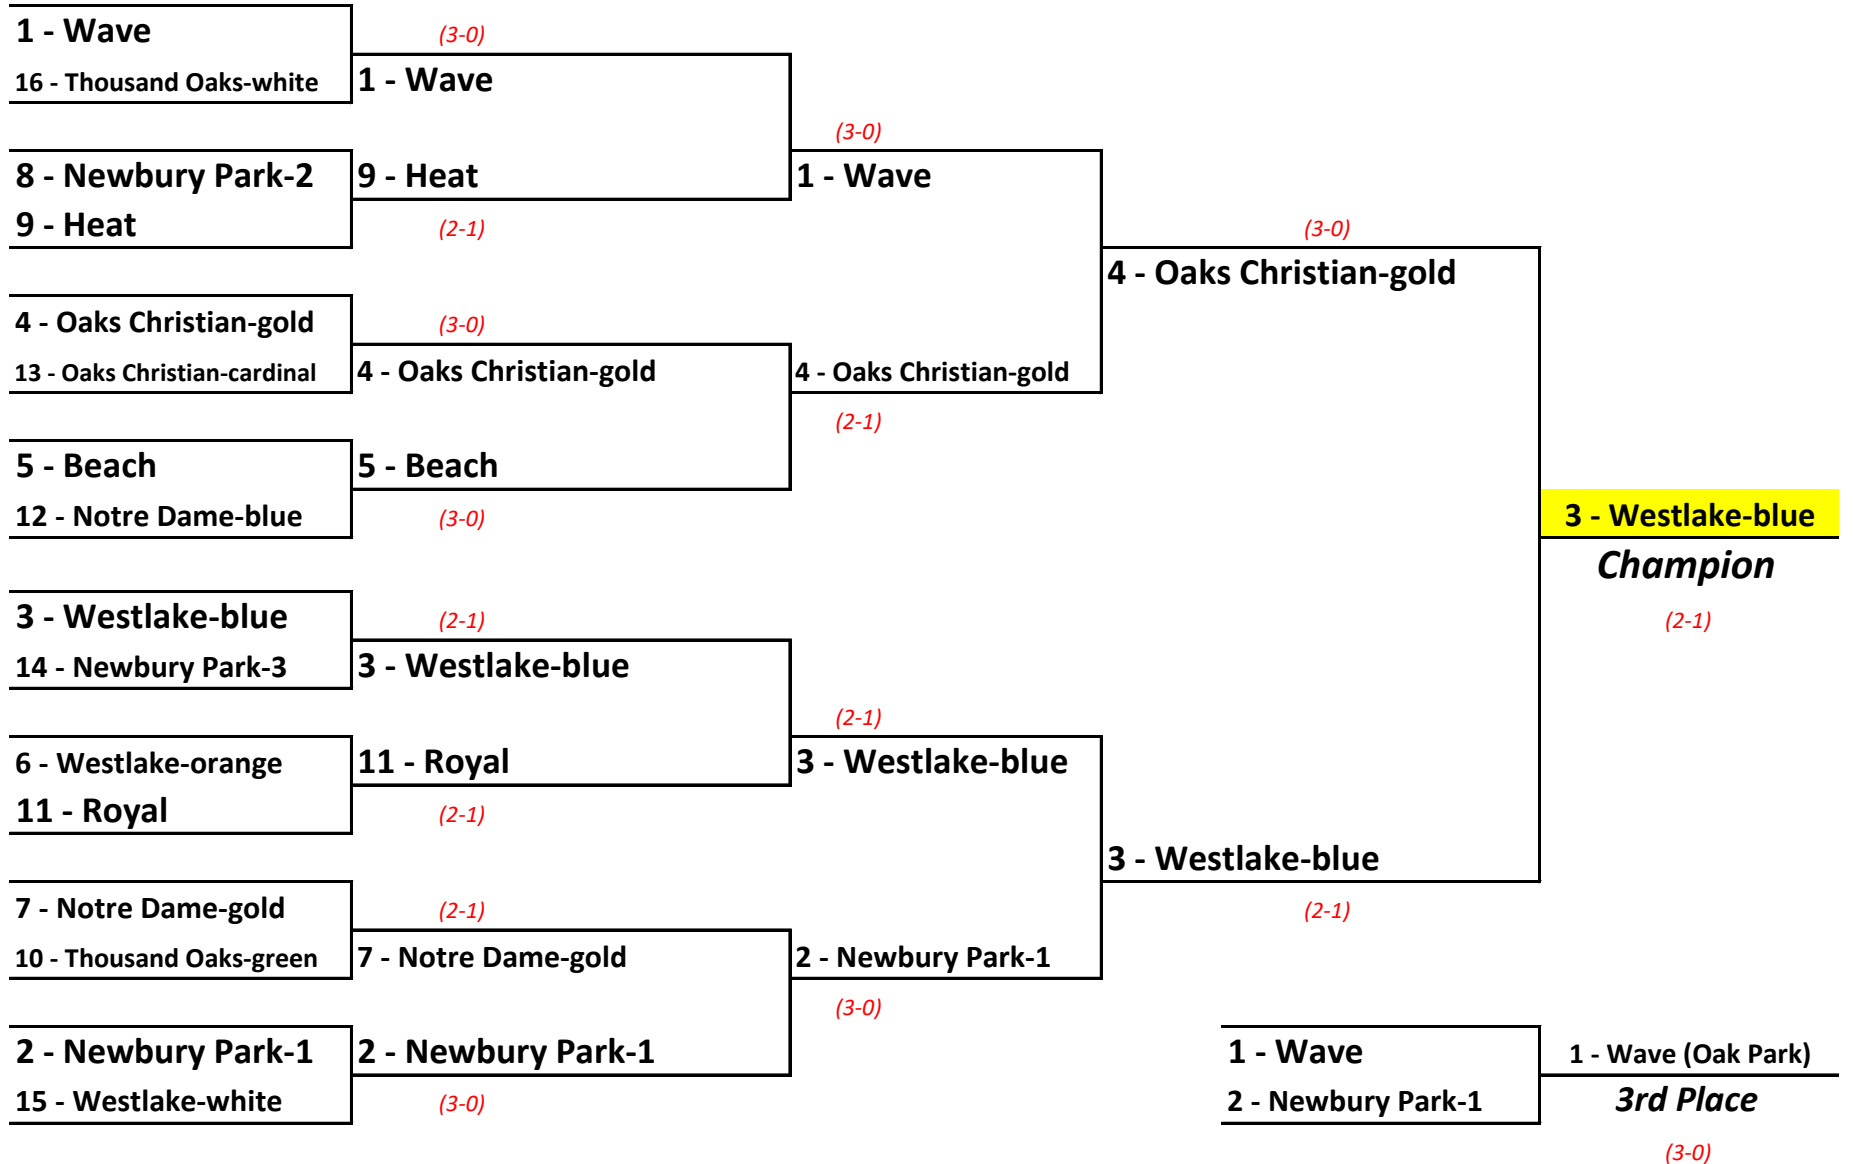 1 - Wave
16 - Thousand Oaks-white
8 - Newbury Park-2
9 - Heat
4 - Oaks Christian-gold
13 - Oaks Christian-cardinal
5 - Beach
12 - Notre Dame-blue
3 - Westlake-blue
14 - Newbury Park-3
6 - Westlake-orange
11 - Royal
7 - Notre Dame-gold
10 - Thousand Oaks-green
2 - Newbury Park-1
15 - Westlake-white
(3-0)
1 - Wave
9 - Heat
(2-1)
(3-0)
4 - Oaks Christian-gold
5 - Beach
(3-0)
(2-1)
3 - Westlake-blue
11 - Royal
(2-1)
(2-1)
7 - Notre Dame-gold
2 - Newbury Park-1
(3-0)
(3-0)
1 - Wave
4 - Oaks Christian-gold
(2-1)
(2-1)
3 - Westlake-blue
2 - Newbury Park-1
(3-0)
(3-0)
4 - Oaks Christian-gold
3 - Westlake-blue
(2-1)
3 - Westlake-blue
Champion
(2-1)
1 - Wave
2 - Newbury Park-1
1 - Wave (Oak Park)
3rd Place
(3-0)